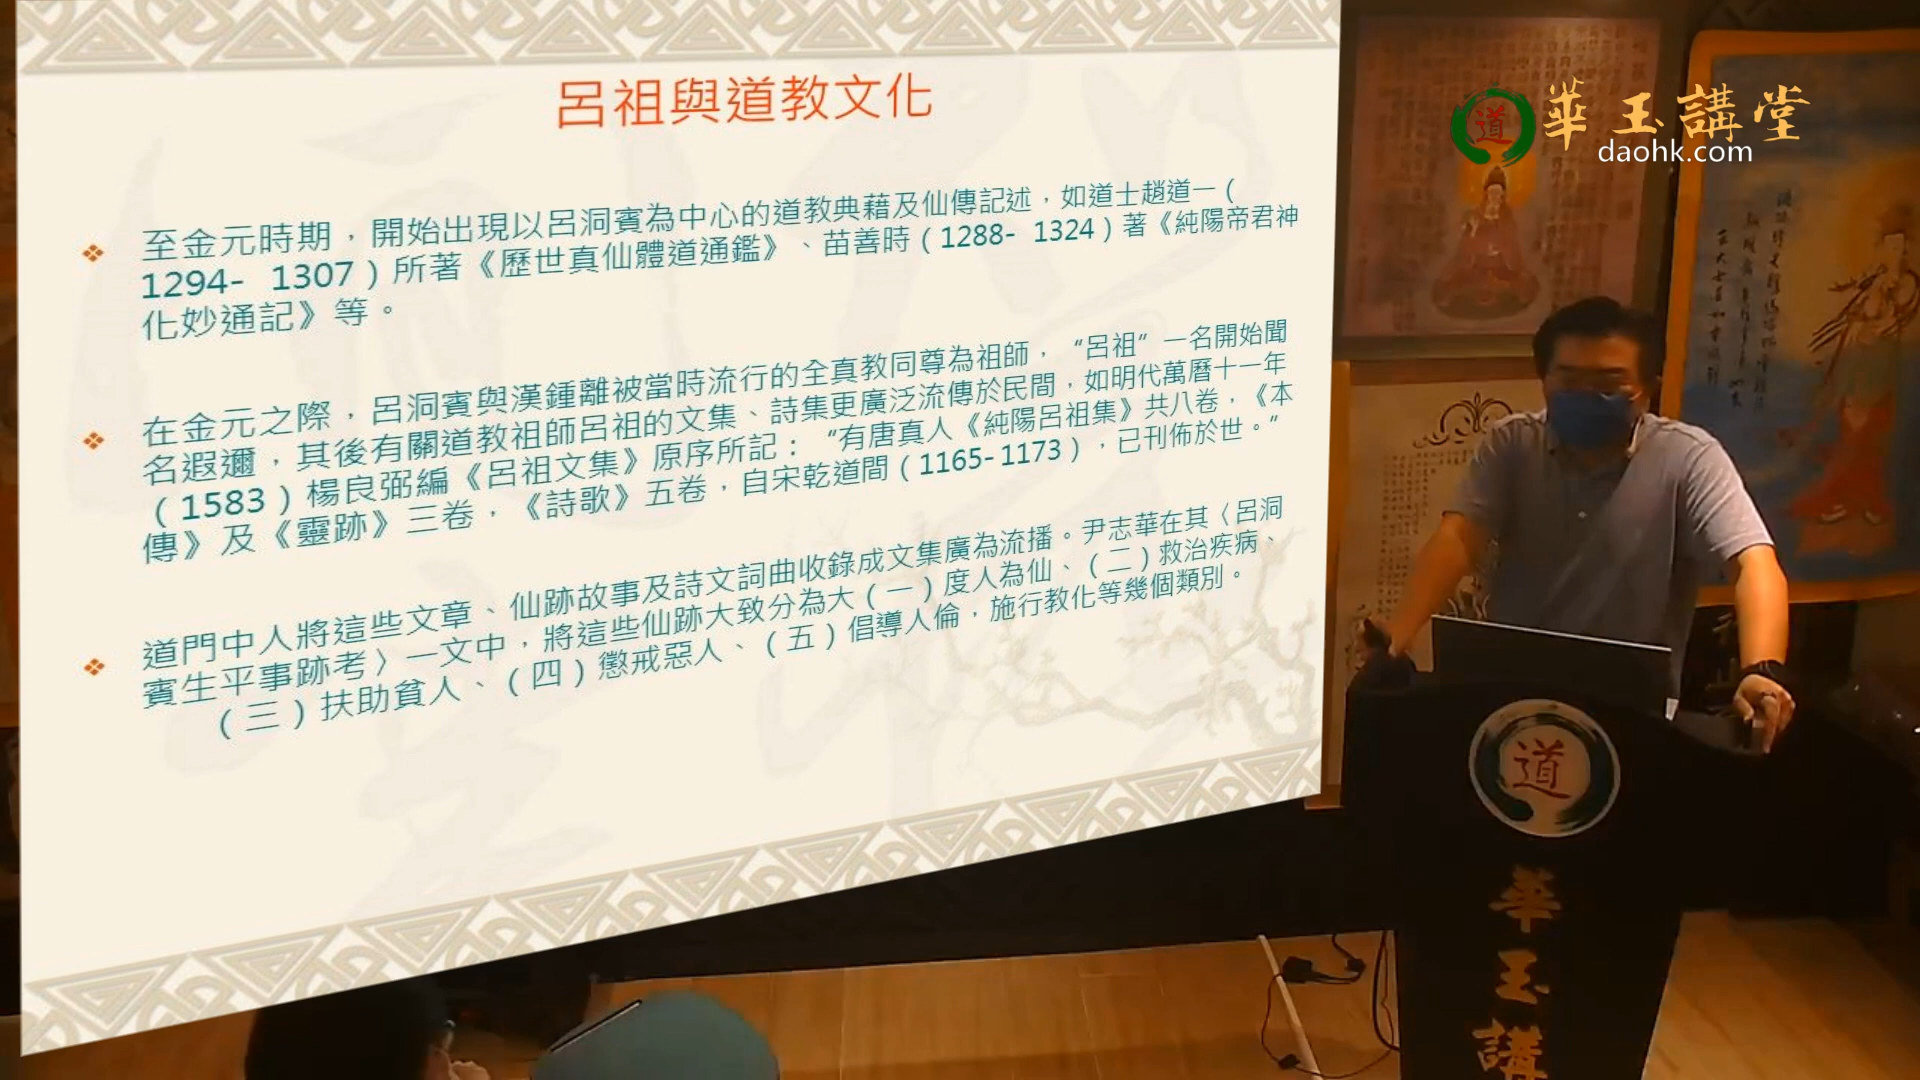 呂祖與道教文化
至金元時期，開始出現以呂洞賓為中心的道教典藉及仙傳記述，如道士趙道一（
1294- 1307）所著《歷世真仙體道通鑑》、苗善時（1288- 1324）著《純陽帝君神
化妙通記》等。
在金元之際，呂洞賓與漢鍾離被當時流行的全真教同尊為祖師，“呂祖”一名開始聞
名遐邇，其後有關道教祖師呂祖的文集、詩集更廣泛流傳於民間，如明代萬曆十一年
（1583）楊良弼編《呂祖文集》原序所記：“有唐真人《純陽呂祖集》共八卷，《本
傳》及《靈跡》三卷，《詩歌》五卷，自宋乾道間（1165-1173），已刊佈於世。”
道門中人將這些文章、仙跡故事及詩文詞曲收錄成文集廣為流播。尹志華在其〈呂洞
賓生平事跡考〉一文中，將這些仙跡大致分為大（一）度人為仙、（二）救治疾病、
（三）扶助貧人、（四）懲戒惡人、（五）倡導人倫，施行教化等幾個類別。
道
華玉講堂
daohk.com
道
華
玉
講